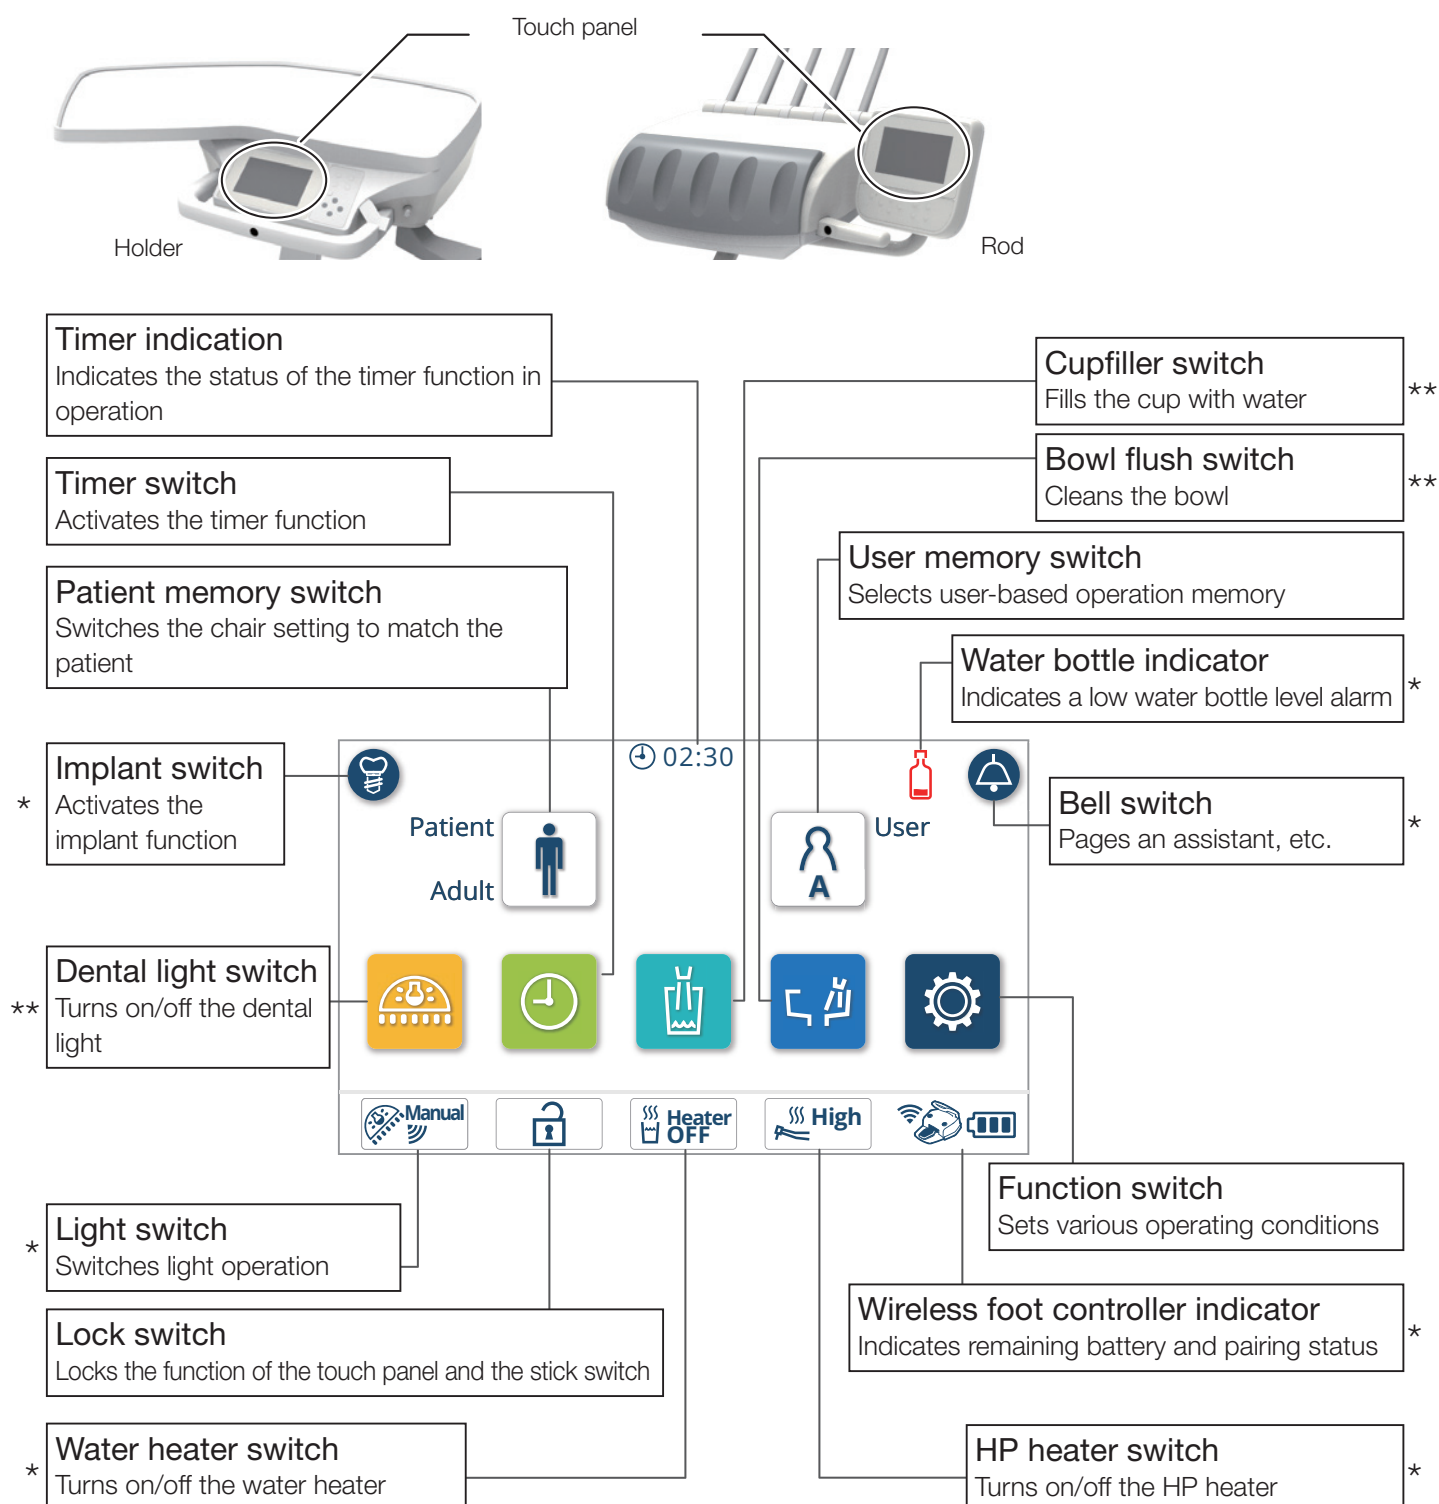 Touch panel
Holder
Rod
Timer indication
Indicates the status of the timer function in
operation
Timer switch
Activates the timer function
Patient memory switch
Switches the chair setting to match the
patient
Cupfiller switch
Fills the cup with water
**
Bowl flush switch
Cleans the bowl
**
User memory switch
Selects user-based operation memory
Water bottle indicator
Indicates a low water bottle level alarm
*
Implant switch
Activates the
implant function
*
02:30
Patient
Adult
A
User
Bell switch
Pages an assistant, etc.
*
Dental light switch
Turns on/off the dental
light
**
Manual
Heater
OFF
High
Light switch
Switches light operation
*
Function switch
Sets various operating conditions
Lock switch
Locks the function of the touch panel and the stick switch
Wireless foot controller indicator
Indicates remaining battery and pairing status
*
Water heater switch
Turns on/off the water heater
*
HP heater switch
Turns on/off the HP heater
*